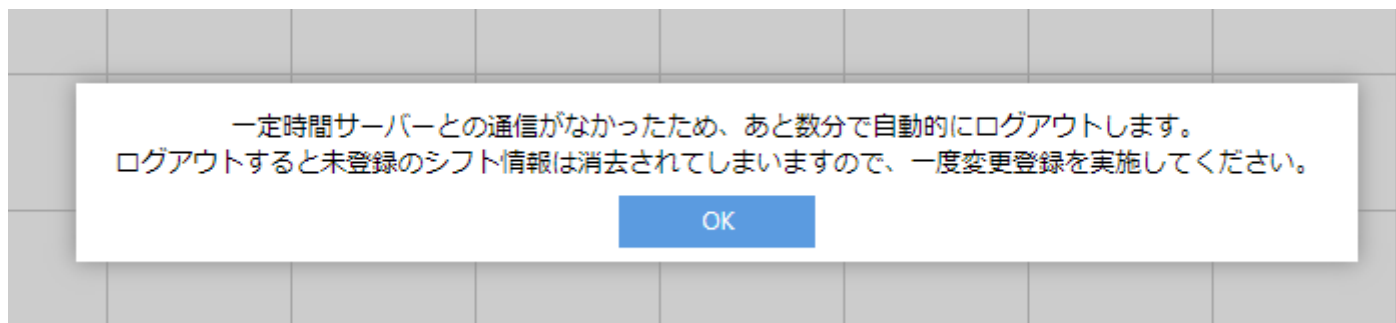 一定時間サーバーとの通信がなかったため、あと数分で自動的にログアウトします。
ログアウトすると未登録のシフト情報は消去されてしまいますので、一度変更登録を実施してください。
OK